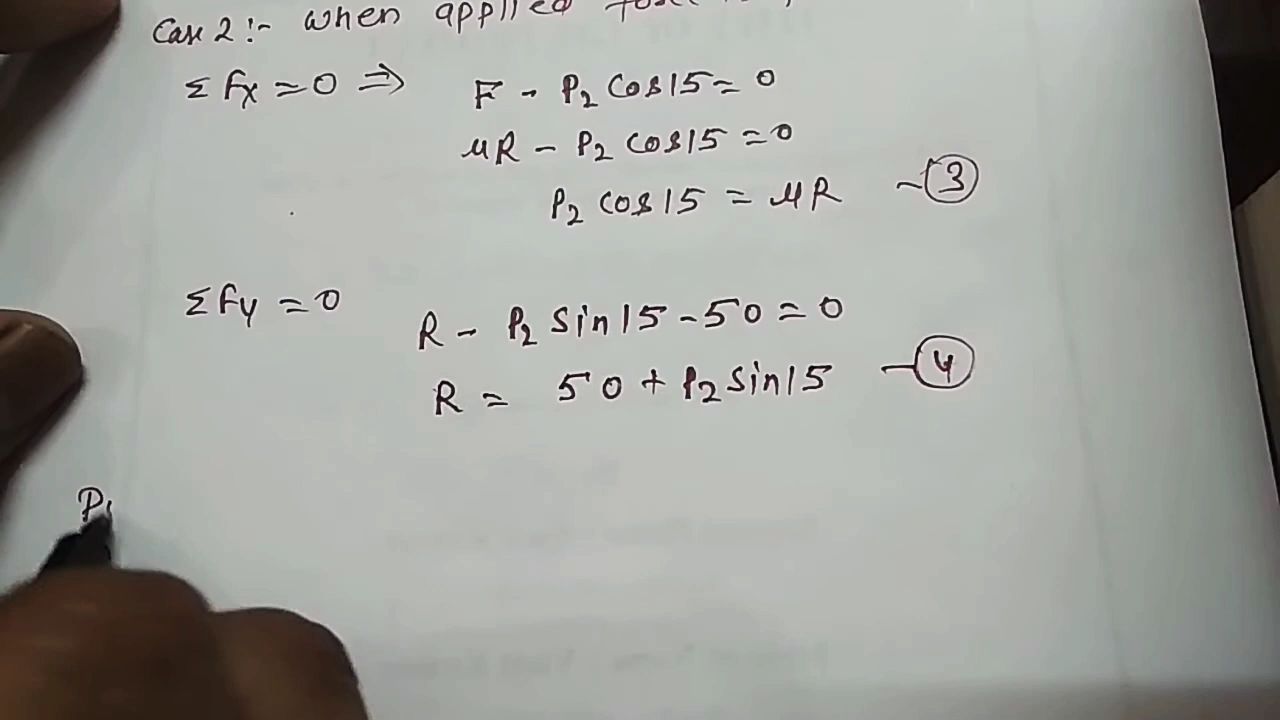 Case 2 :- when applied
Σ Fx = 0 ⇒ F - P₂ Cos15 = 0
μR - P₂ cos15 = 0
P₂ cos15 = μR - ③
ΣFy = 0 R - P₂ Sin15 - 50 = 0
R = 50 + P₂ Sin15 - ④